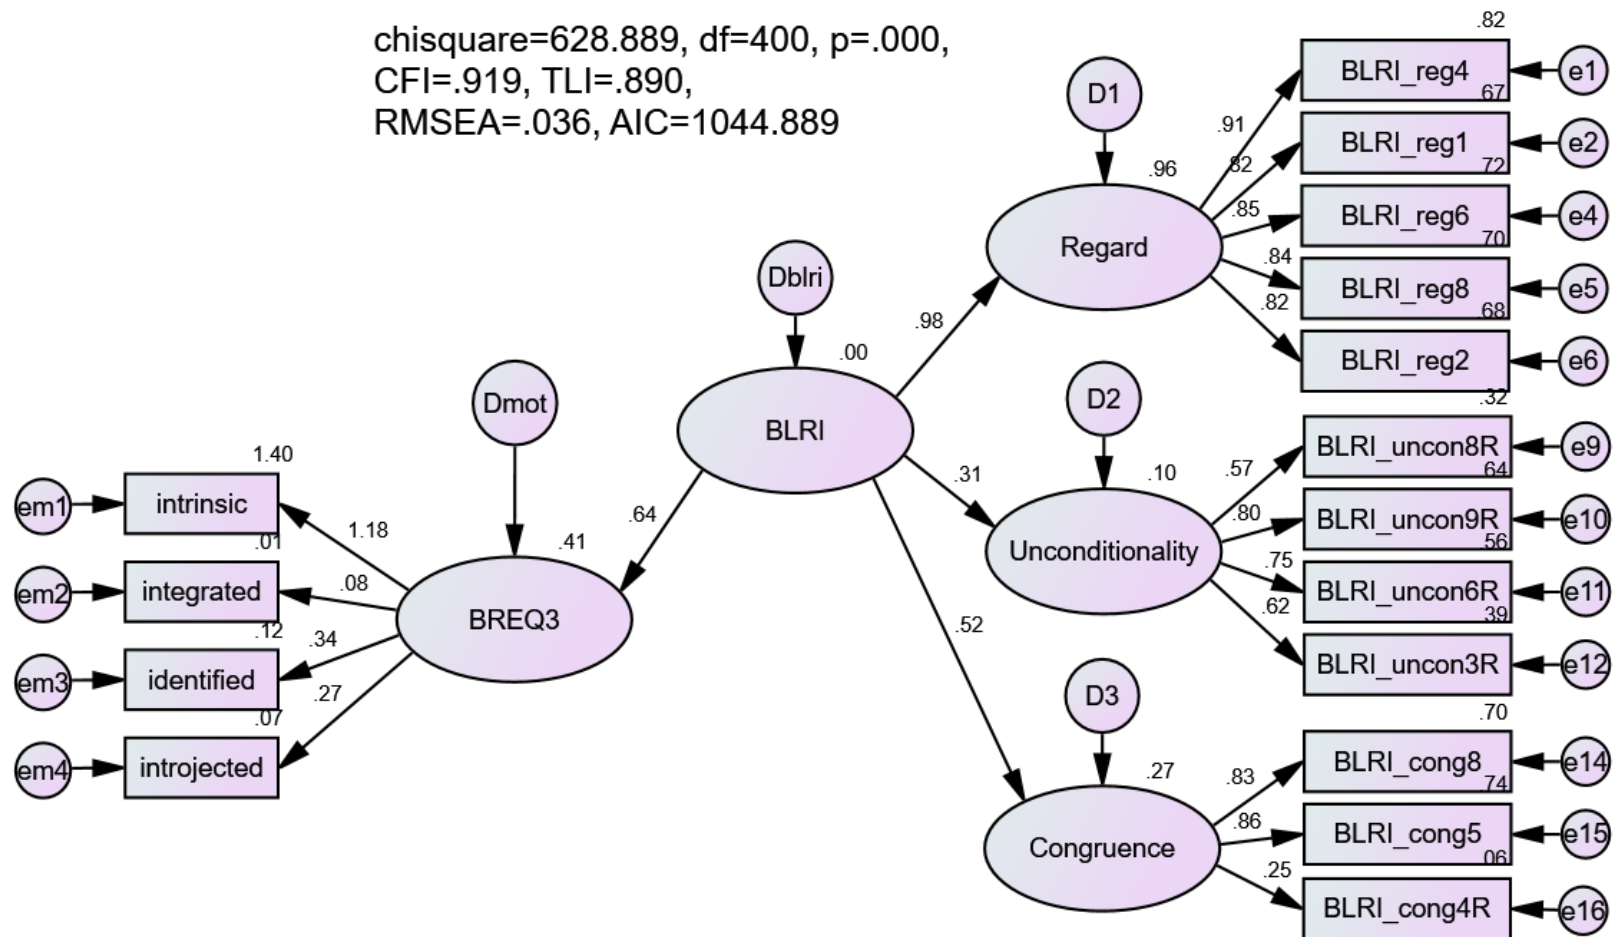 chisquare=628.889, df=400, p=.000,
CFI=.919, TLI=.890,
RMSEA=.036, AIC=1044.889
Dmot
Dblri
D1
D2
D3
em1
em2
em3
em4
1.40
intrinsic
.01
integrated
.12
identified
.07
introjected
1.18
.08
.34
.27
.41
BREQ3
.64
.00
BLRI
.98
.31
.52
.96
Regard
.10
Unconditionality
.27
Congruence
.91
.82
.85
.84
.82
.57
.80
.75
.62
.83
.86
.25
.82
BLRI_reg4
e1
.67
BLRI_reg1
e2
.72
BLRI_reg6
e4
.70
BLRI_reg8
e5
.68
BLRI_reg2
e6
.32
BLRI_uncon8R
e9
.64
BLRI_uncon9R
e10
.56
BLRI_uncon6R
e11
.39
BLRI_uncon3R
e12
.70
BLRI_cong8
e14
.74
BLRI_cong5
e15
.06
BLRI_cong4R
e16